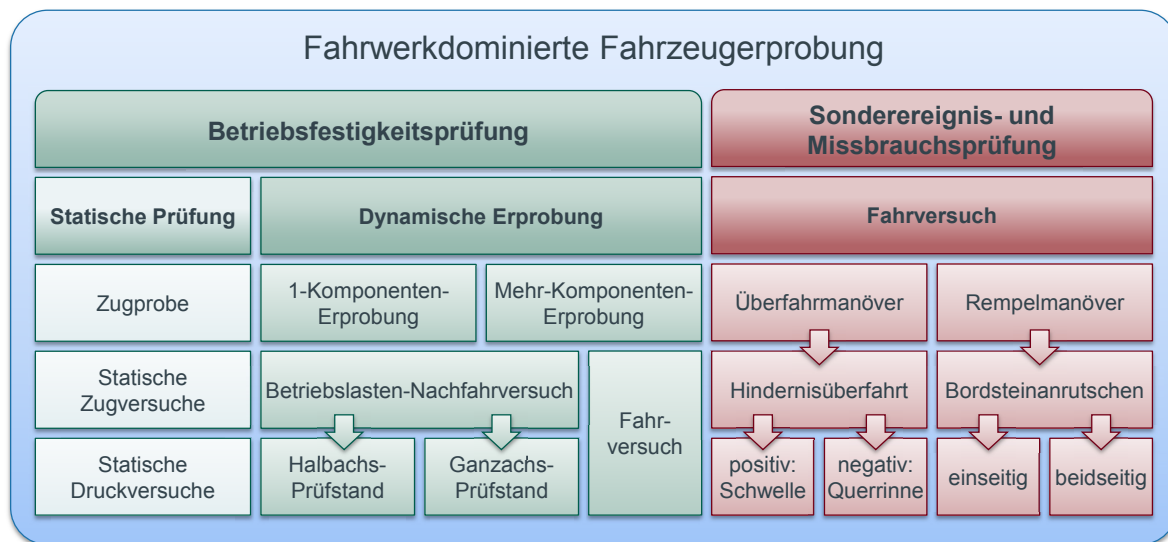 Fahrwerkdominierte Fahrzeugerprobung
Betriebsfestigkeitsprüfung
Sonderereignis- und
Missbrauchsprüfung
Statische Prüfung
Dynamische Erprobung
Fahrversuch
Zugprobe
1-Komponenten-
Erprobung
Mehr-Komponenten-
Erprobung
Überfahrmanöver
Rempelmanöver
Statische
Zugversuche
Betriebslasten-Nachfahrversuch
Fahr-
versuch
Hindernisüberfahrt
Bordsteinanrutschen
Statische
Druckversuche
Halbachs-
Prüfstand
Ganzachs-
Prüfstand
positiv:
Schwelle
negativ:
Querrinne
einseitig
beidseitig